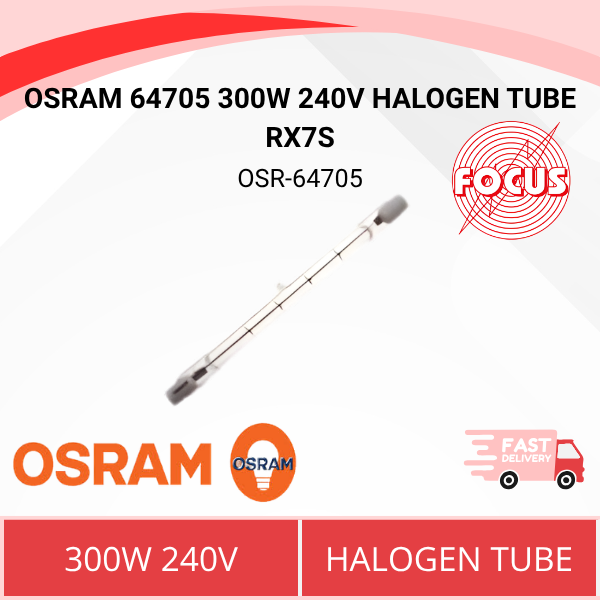 OSRAM 64705 300W 240V HALOGEN TUBE
RX7S
OSR-64705
FOCUS
OSRAM
OSRAM
FAST
DELIVERY
300W 240V
HALOGEN TUBE